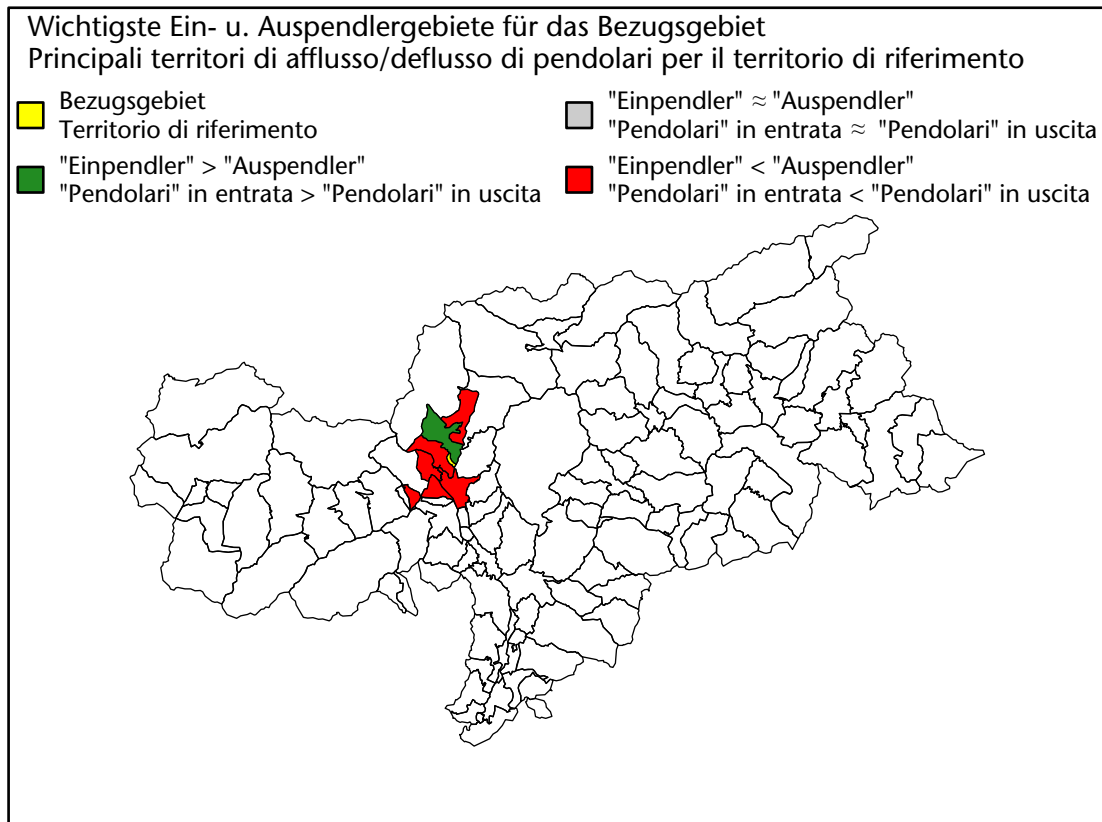 Wichtigste Ein- u. Auspendlergebiete für das Bezugsgebiet
Principali territori di afflusso/deflusso di pendolari per il territorio di riferimento
Bezugsgebiet
Territorio di riferimento
"Einpendler" > "Auspendler"
"Pendolari" in entrata > "Pendolari" in uscita
"Einpendler" ≈ "Auspendler"
"Pendolari" in entrata ≈ "Pendolari" in uscita
"Einpendler" < "Auspendler"
"Pendolari" in entrata < "Pendolari" in uscita